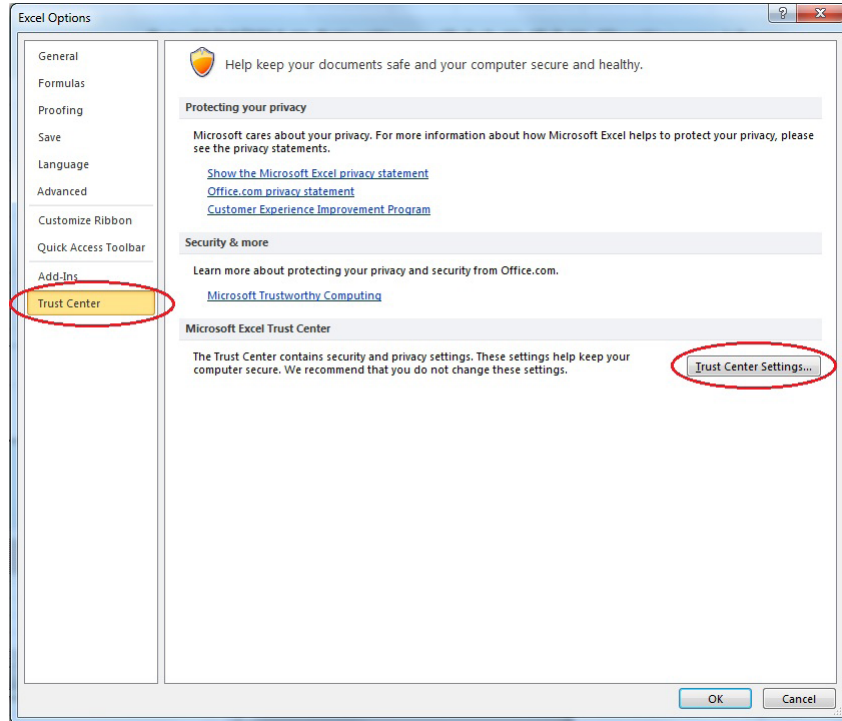 Excel Options
General
Formulas
Proofing
Save
Language
Advanced
Customize Ribbon
Quick Access Toolbar
Add-Ins
Trust Center
Help keep your documents safe and your computer secure and healthy.
Protecting your privacy
Microsoft cares about your privacy. For more information about how Microsoft Excel helps to protect your privacy, please
see the privacy statements.
Show the Microsoft Excel privacy statement
Office.com privacy statement
Customer Experience Improvement Program
Security & more
Learn more about protecting your privacy and security from Office.com.
Microsoft Trustworthy Computing
Microsoft Excel Trust Center
The Trust Center contains security and privacy settings. These settings help keep your
computer secure. We recommend that you do not change these settings.
Trust Center Settings...
OK
Cancel